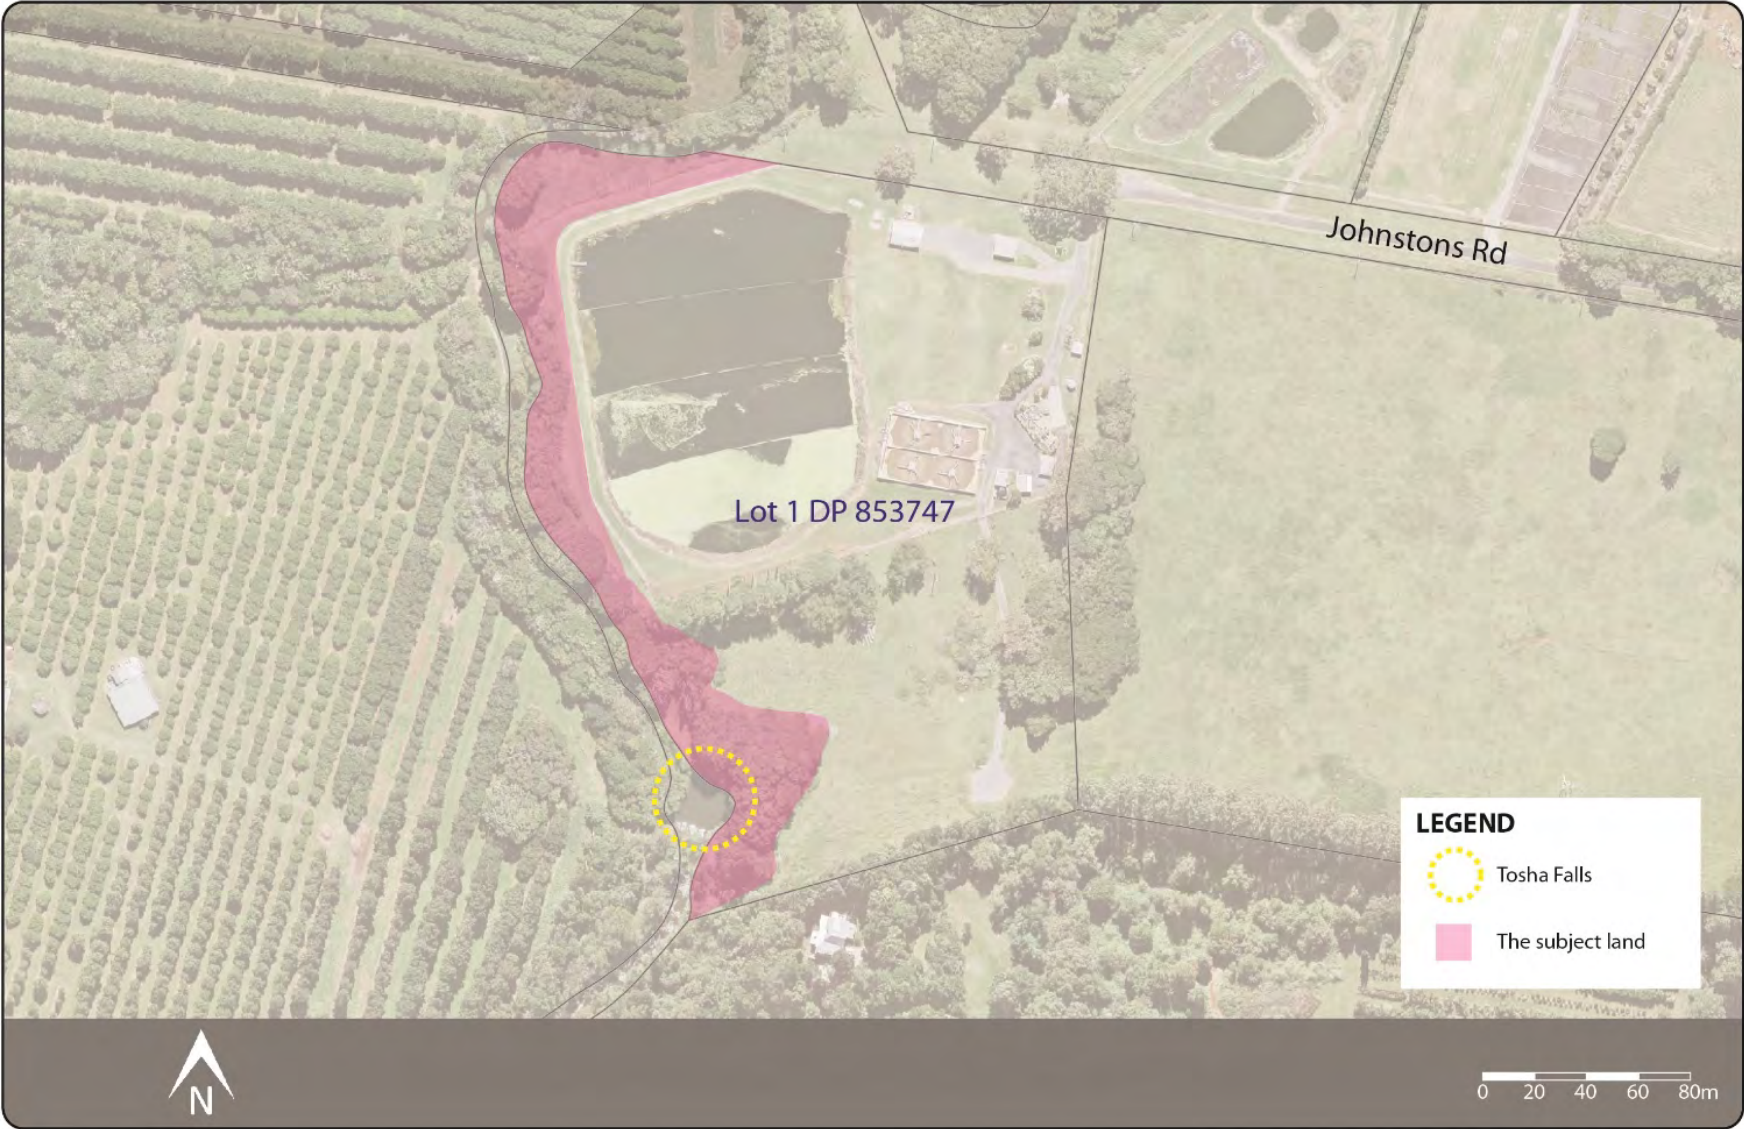 Johnstons Rd
Lot 1 DP 853747
LEGEND
Tosha Falls
The subject land
N
0 20 40 60 80m